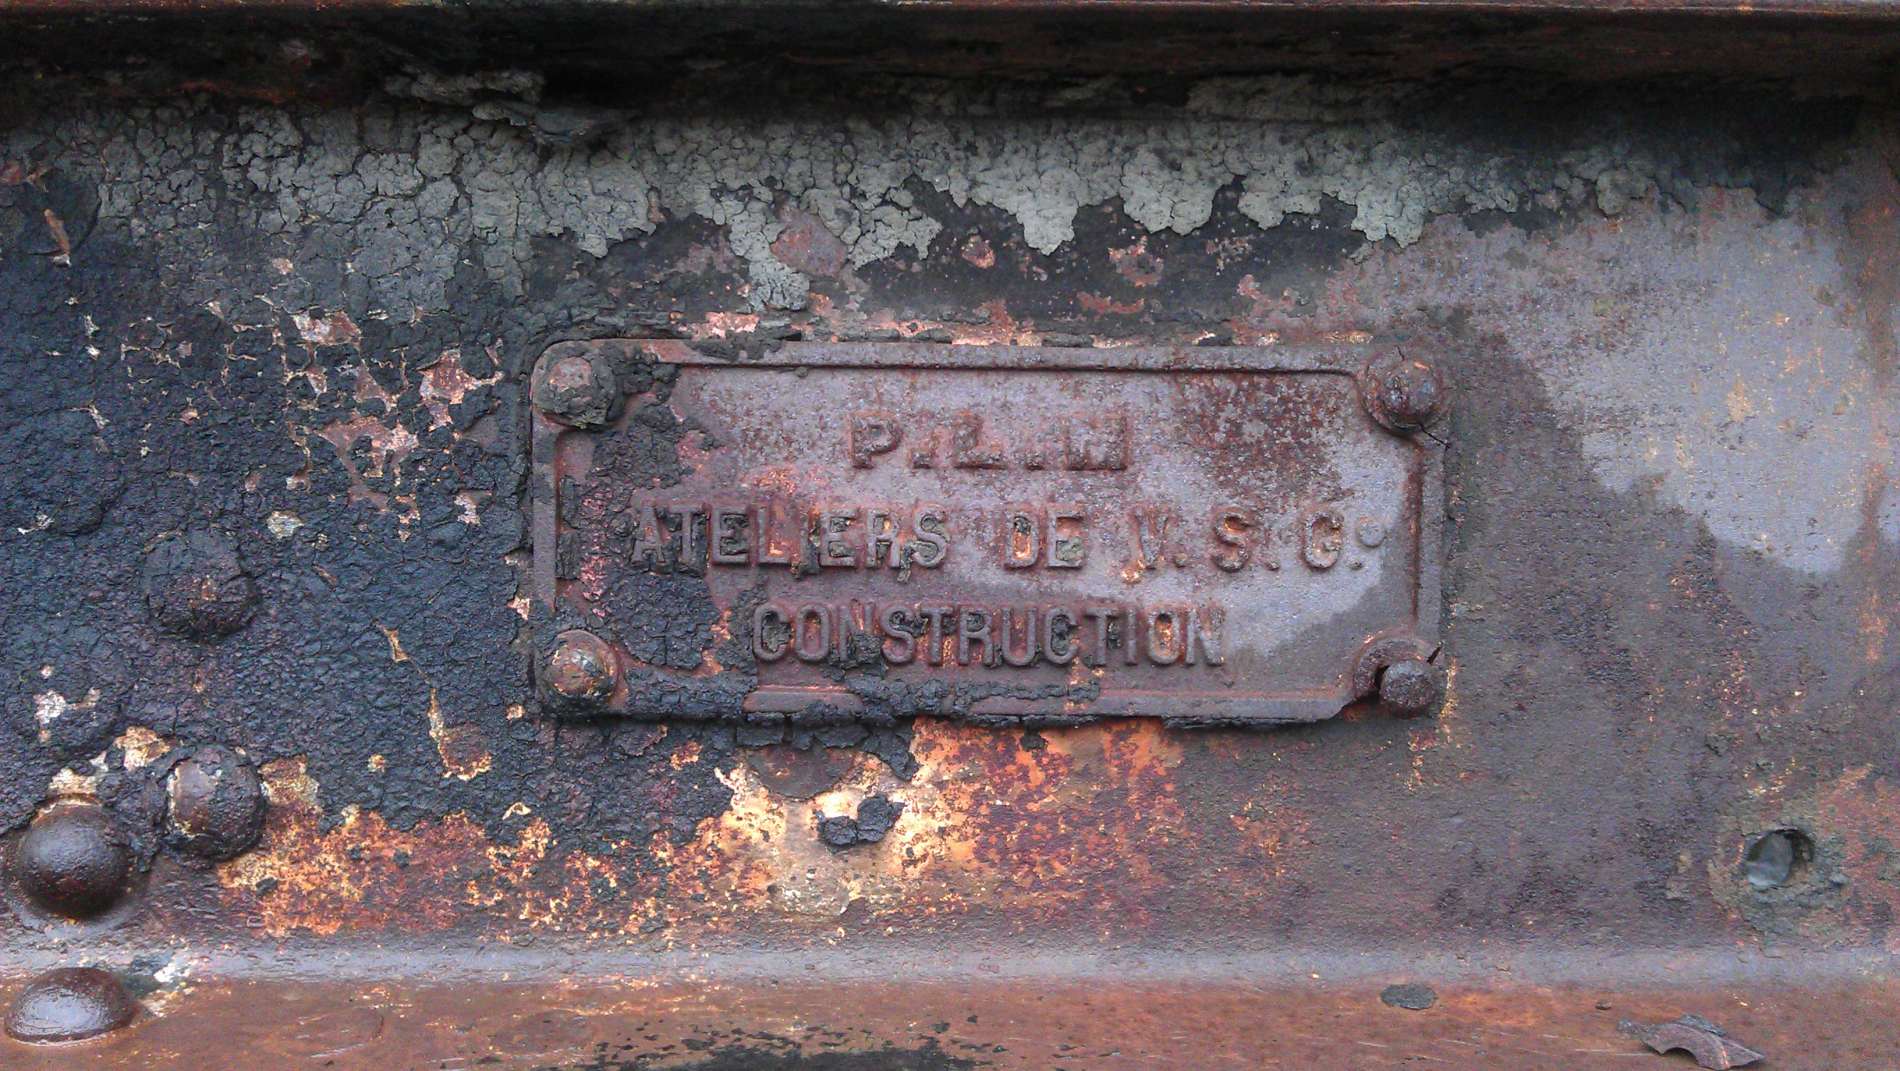 P.L.M
ATELIERS DE V.S.G.
CONSTRUCTION